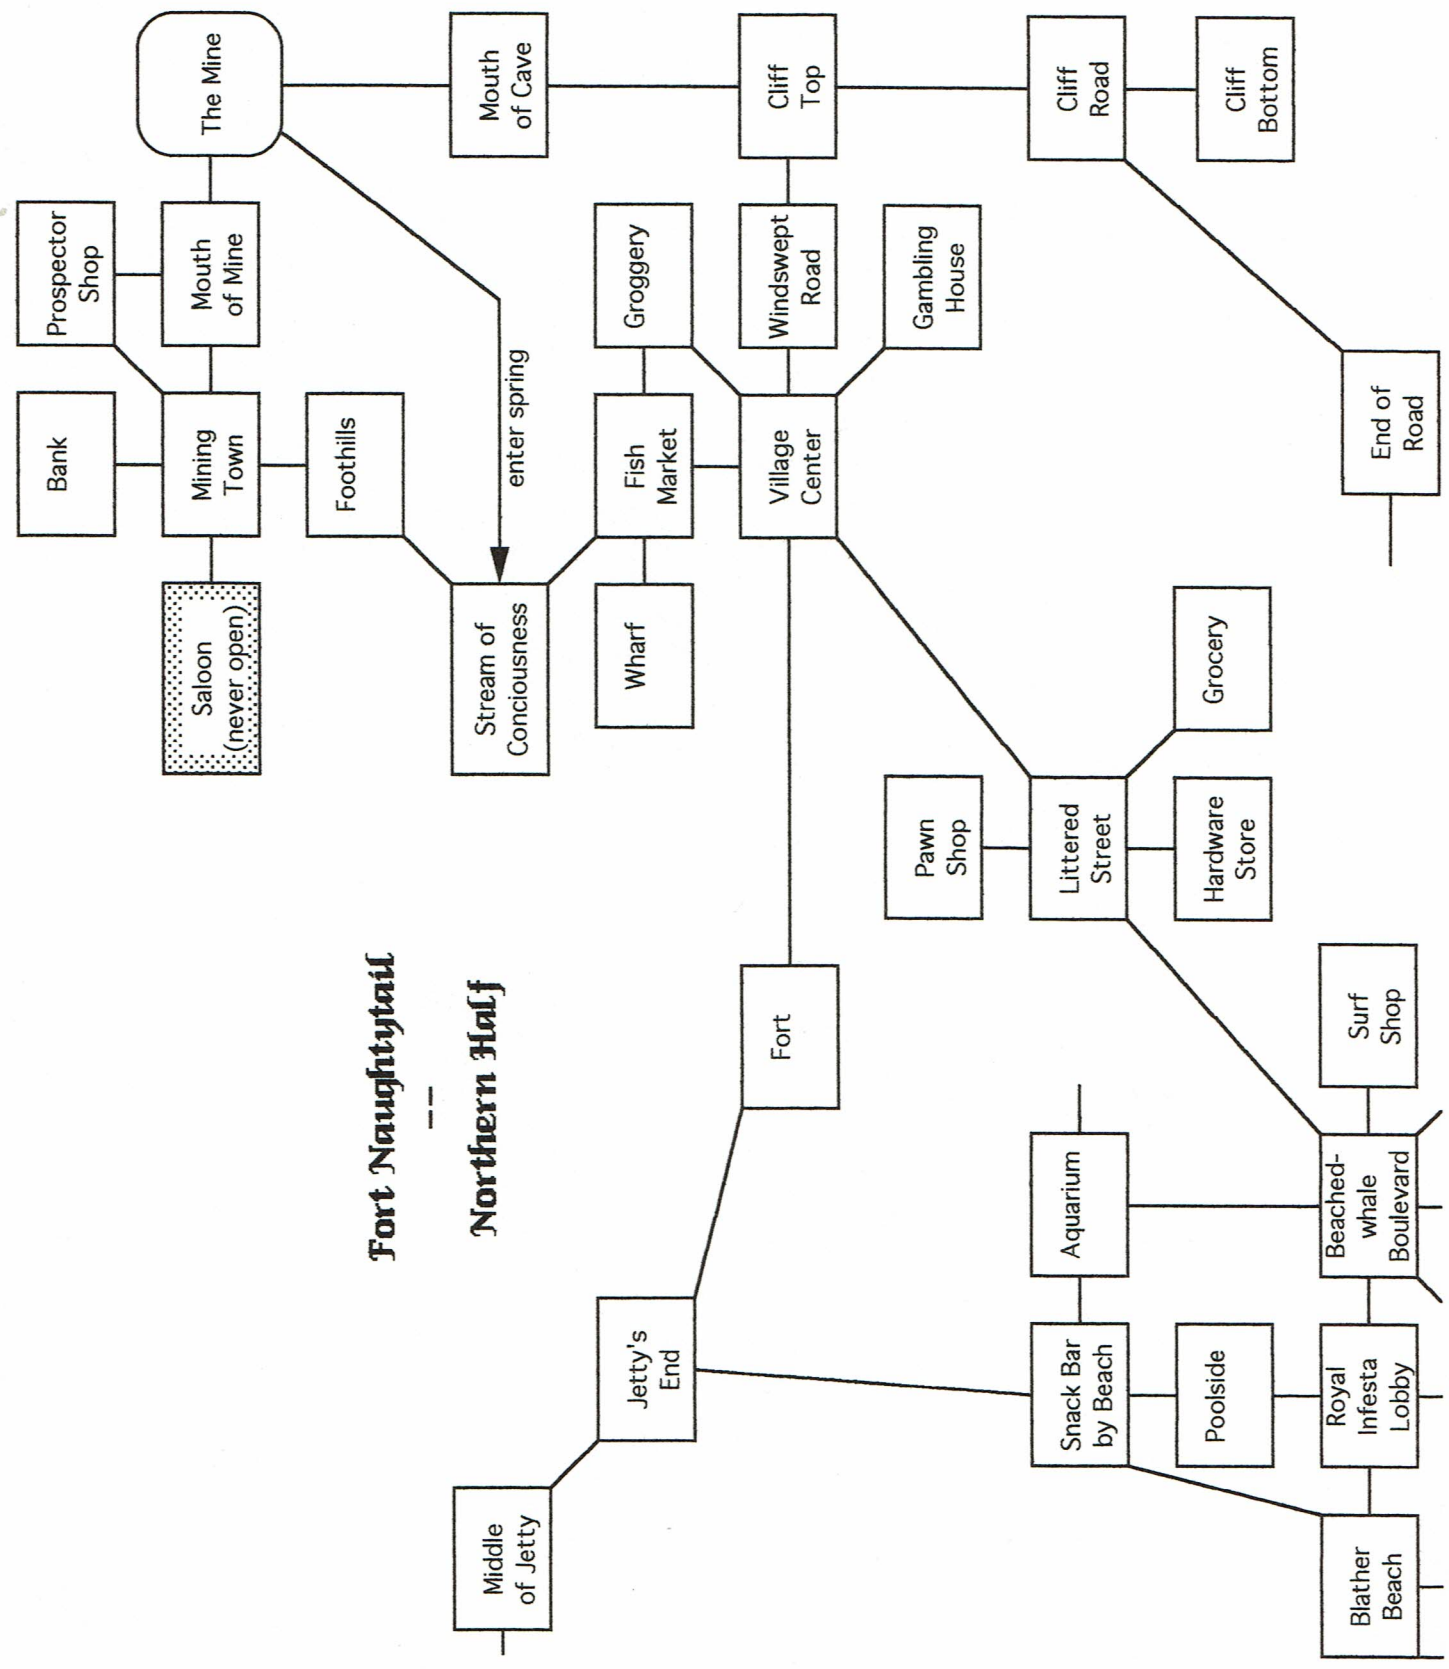 Fort Naughtytail
--
Northern Half
The Mine
Mouth
of Cave
Cliff
Top
Cliff
Road
Cliff
Bottom
Prospector
Shop
Mouth
of Mine
Groggery
Windswept
Road
Gambling
House
Bank
Mining
Town
Foothills
enter spring
Fish
Market
Village
Center
End of
Road
Saloon
(never open)
Stream of
Conciousness
Wharf
Grocery
Pawn
Shop
Littered
Street
Hardware
Store
Fort
Surf
Shop
Aquarium
Beached-
whale
Boulevard
Jetty's
End
Snack Bar
by Beach
Poolside
Royal
Infesta
Lobby
Middle
of Jetty
Blather
Beach